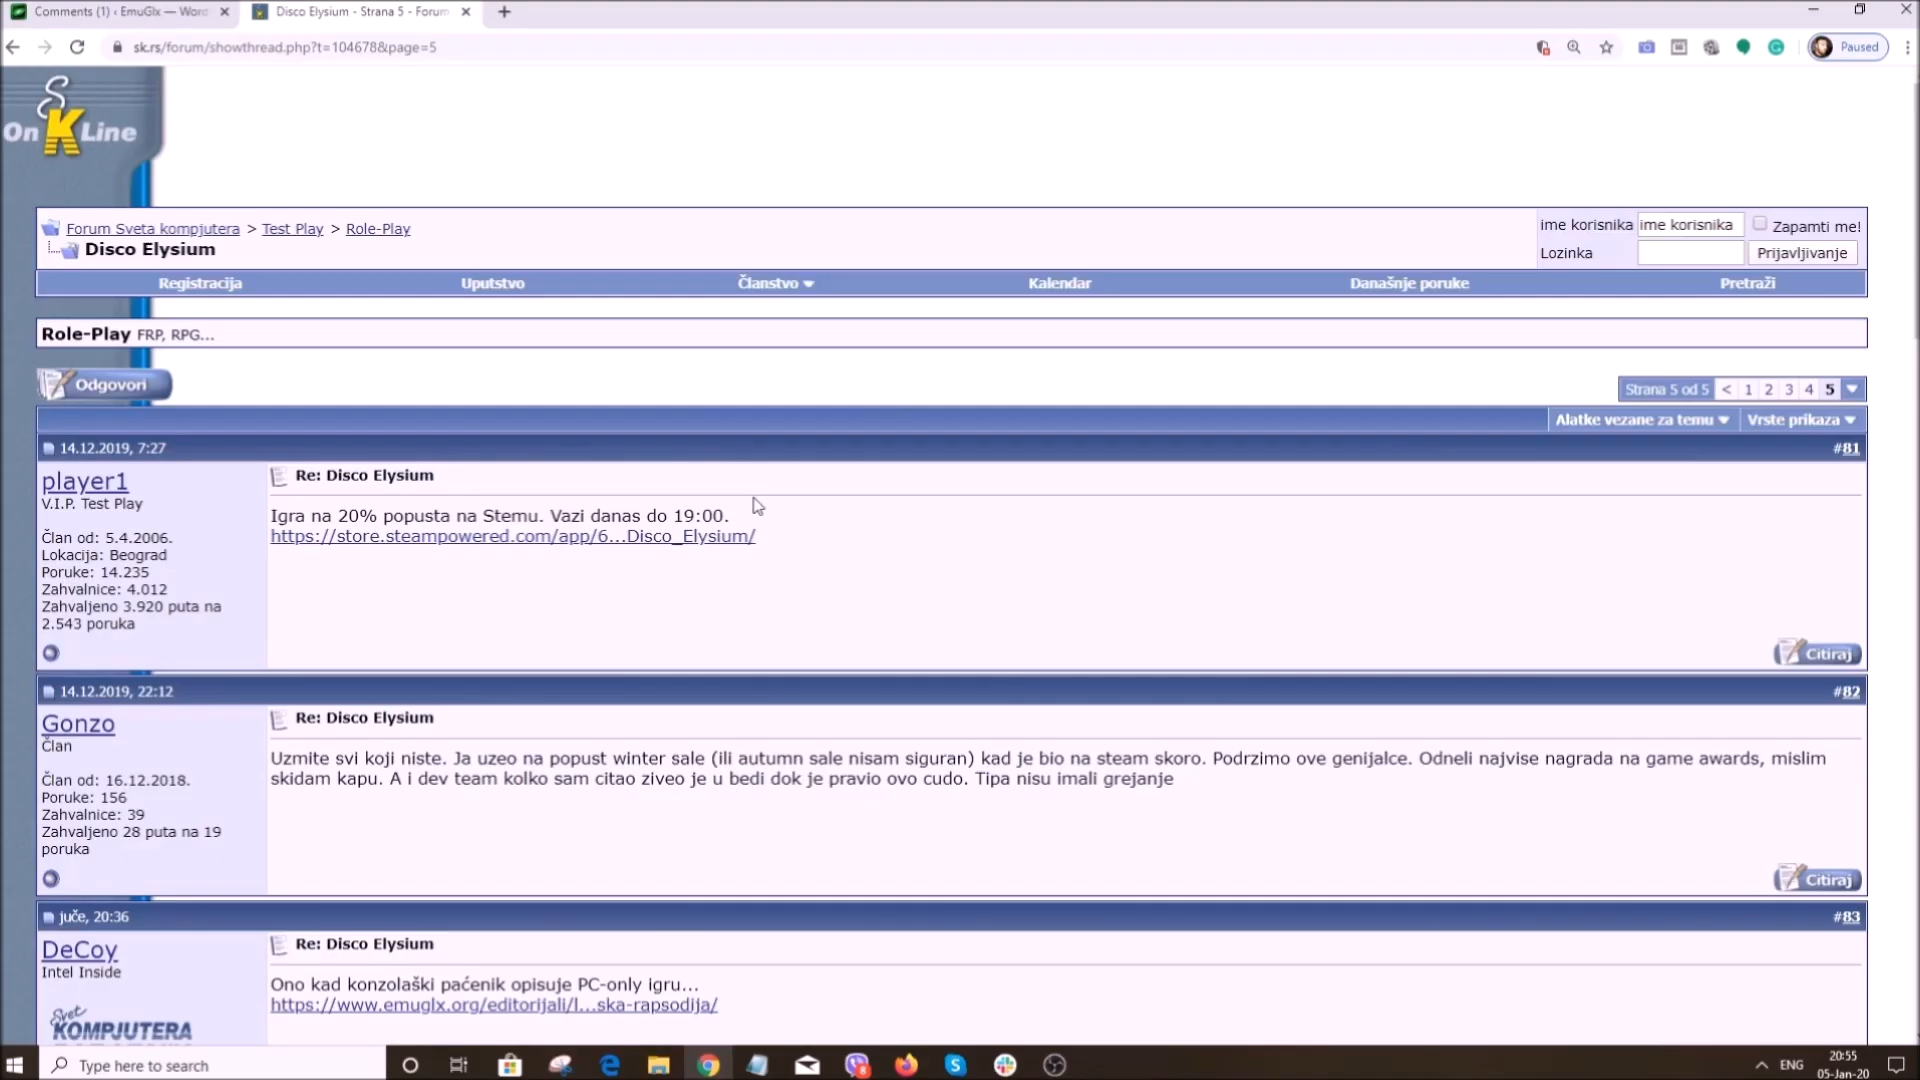 Comments (1) ‹ EmuGlx — Word
Disco Elysium - Strana 5 - Forum
sk.rs/forum/showthread.php?t=104678&page=5
Paused
S
On K Line
Forum Sveta kompjutera > Test Play > Role-Play
Disco Elysium
ime korisnika ime korisnika Zapamti me!
Lozinka Prijavljivanje
Registracija Uputstvo Članstvo Kalendar Današnje poruke Pretraži
Role-Play FRP, RPG...
Odgovori
Strana 5 od 5 < 1 2 3 4 5
Alatke vezane za temu Vrste prikaza
14.12.2019, 7:27 #81
player1
V.I.P. Test Play
Član od: 5.4.2006.
Lokacija: Beograd
Poruke: 14.235
Zahvalnice: 4.012
Zahvaljeno 3.920 puta na
2.543 poruka
Re: Disco Elysium
Igra na 20% popusta na Stemu. Vazi danas do 19:00.
https://store.steampowered.com/app/6...Disco_Elysium/
Citiraj
14.12.2019, 22:12 #82
Gonzo
Član
Član od: 16.12.2018.
Poruke: 156
Zahvalnice: 39
Zahvaljeno 28 puta na 19
poruka
Re: Disco Elysium
Uzmite svi koji niste. Ja uzeo na popust winter sale (ili autumn sale nisam siguran) kad je bio na steam skoro. Podrzimo ove genijalce. Odneli najvise nagrada na game awards, mislim
skidam kapu. A i dev team kolko sam citao ziveo je u bedi dok je pravio ovo cudo. Tipa nisu imali grejanje
Citiraj
juče, 20:36 #83
DeCoy
Intel Inside
Svet
KOMPJUTERA
Re: Disco Elysium
Ono kad konzolaški paćenik opisuje PC-only igru...
https://www.emuglx.org/editorijali/l...ska-rapsodija/
Type here to search
ENG
20:55
05-Jan-20